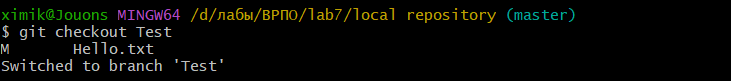 ximik@Jouons MINGW64 /d/лабы/ВРПО/lab7/local repository (master)
$ git checkout Test
M       Hello.txt
Switched to branch 'Test'